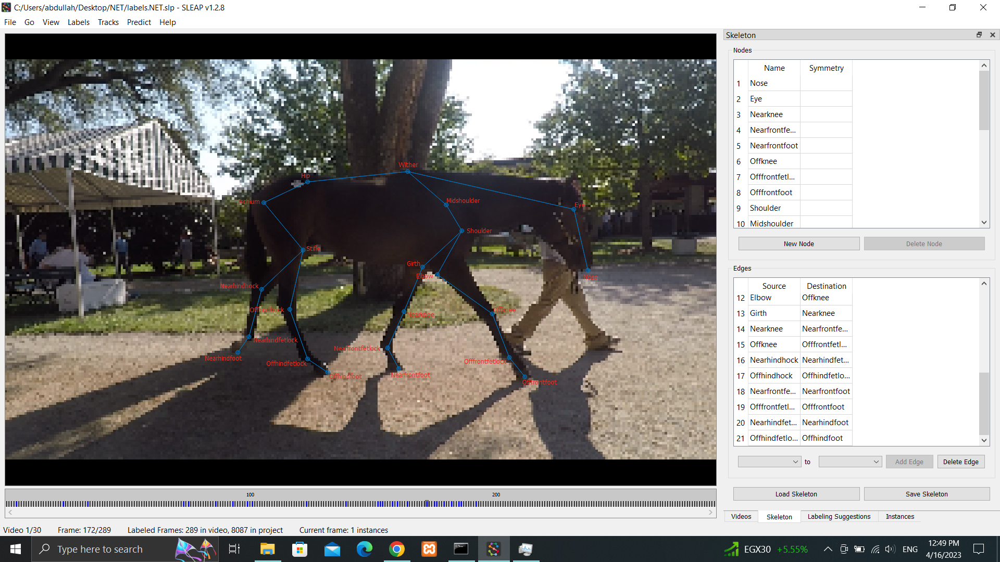 C:/Users/abdullah/Desktop/NET/labels.NET.slp - SLEAP v1.2.8
File Go View Labels Tracks Predict Help
Skeleton
Nodes
Name Symmetry
1 Nose
2 Eye
3 Nearknee
4 Nearfrontfe...
5 Nearfrontfoot
6 Offknee
7 Offfrontfetl...
8 Offfrontfoot
9 Shoulder
10 Midshoulder
New Node Delete Node
Edges
Source Destination
12 Elbow Offknee
13 Girth Nearknee
14 Nearknee Nearfrontfe...
15 Offknee Offfrontfetl...
16 Nearhindhock Nearhindfet...
17 Offhindhock Offhindfetlo...
18 Nearfrontfe... Nearfrontfoot
19 Offfrontfetl... Offfrontfoot
20 Nearhindfet... Nearhindfoot
21 Offhindfetlo... Offhindfoot
to Add Edge Delete Edge
Load Skeleton Save Skeleton
Videos Skeleton Labeling Suggestions Instances
Wither
Hip
Ischium
Midshoulder
Eye
Shoulder
Stifle
Girth
Elbow
Nose
Nearhindhock
Offhindhock
Nearknee
Offknee
Nearhindfetlock
Nearfrontfetlock
Nearhindfoot
Offhindfetlock
Offfrontfetlock
Offhindfoot
Nearfrontfoot
Offfrontfoot
100 200
Video 1/30 Frame: 172/289 Labeled Frames: 289 in video, 8087 in project Current frame: 1 instances
Type here to search
EGX30 +5.55%
ENG
12:49 PM
4/16/2023